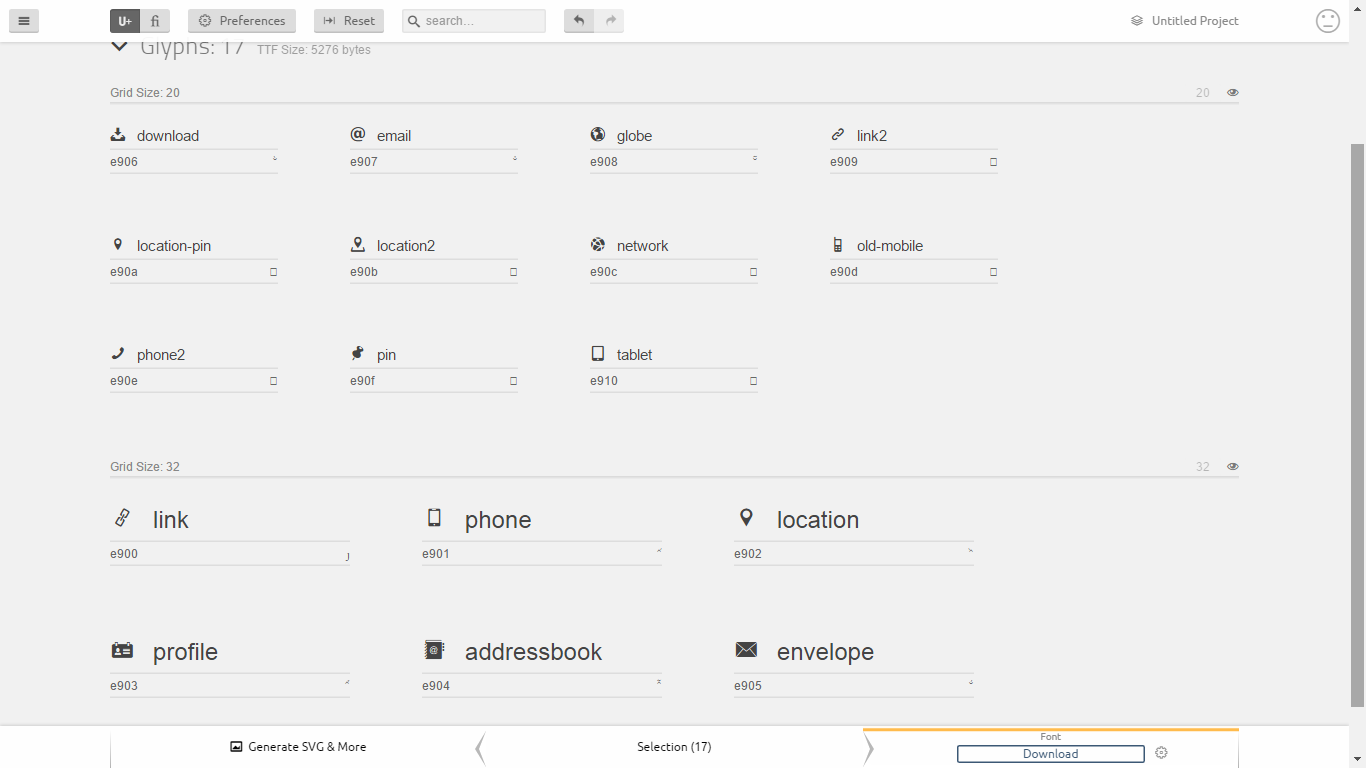 U+ fi Preferences Reset search... Untitled Project
Glyphs: 17 TTF Size: 5276 bytes
Grid Size: 20 20
download email globe link2
e906 e907 e908 e909
location-pin location2 network old-mobile
e90a e90b e90c e90d
phone2 pin tablet
e90e e90f e910
Grid Size: 32 32
link phone location
e900 e901 e902
profile addressbook envelope
e903 e904 e905
Generate SVG & More Selection (17) Font
Download